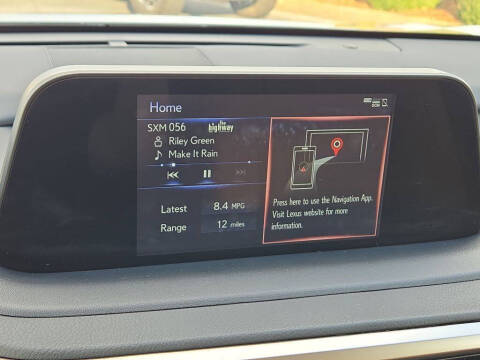 Home
SXM 056
the highway
Riley Green
Make It Rain
Latest 8.4 MPG
Range 12 miles
Press here to use the Navigation App.
Visit Lexus website for more
information.